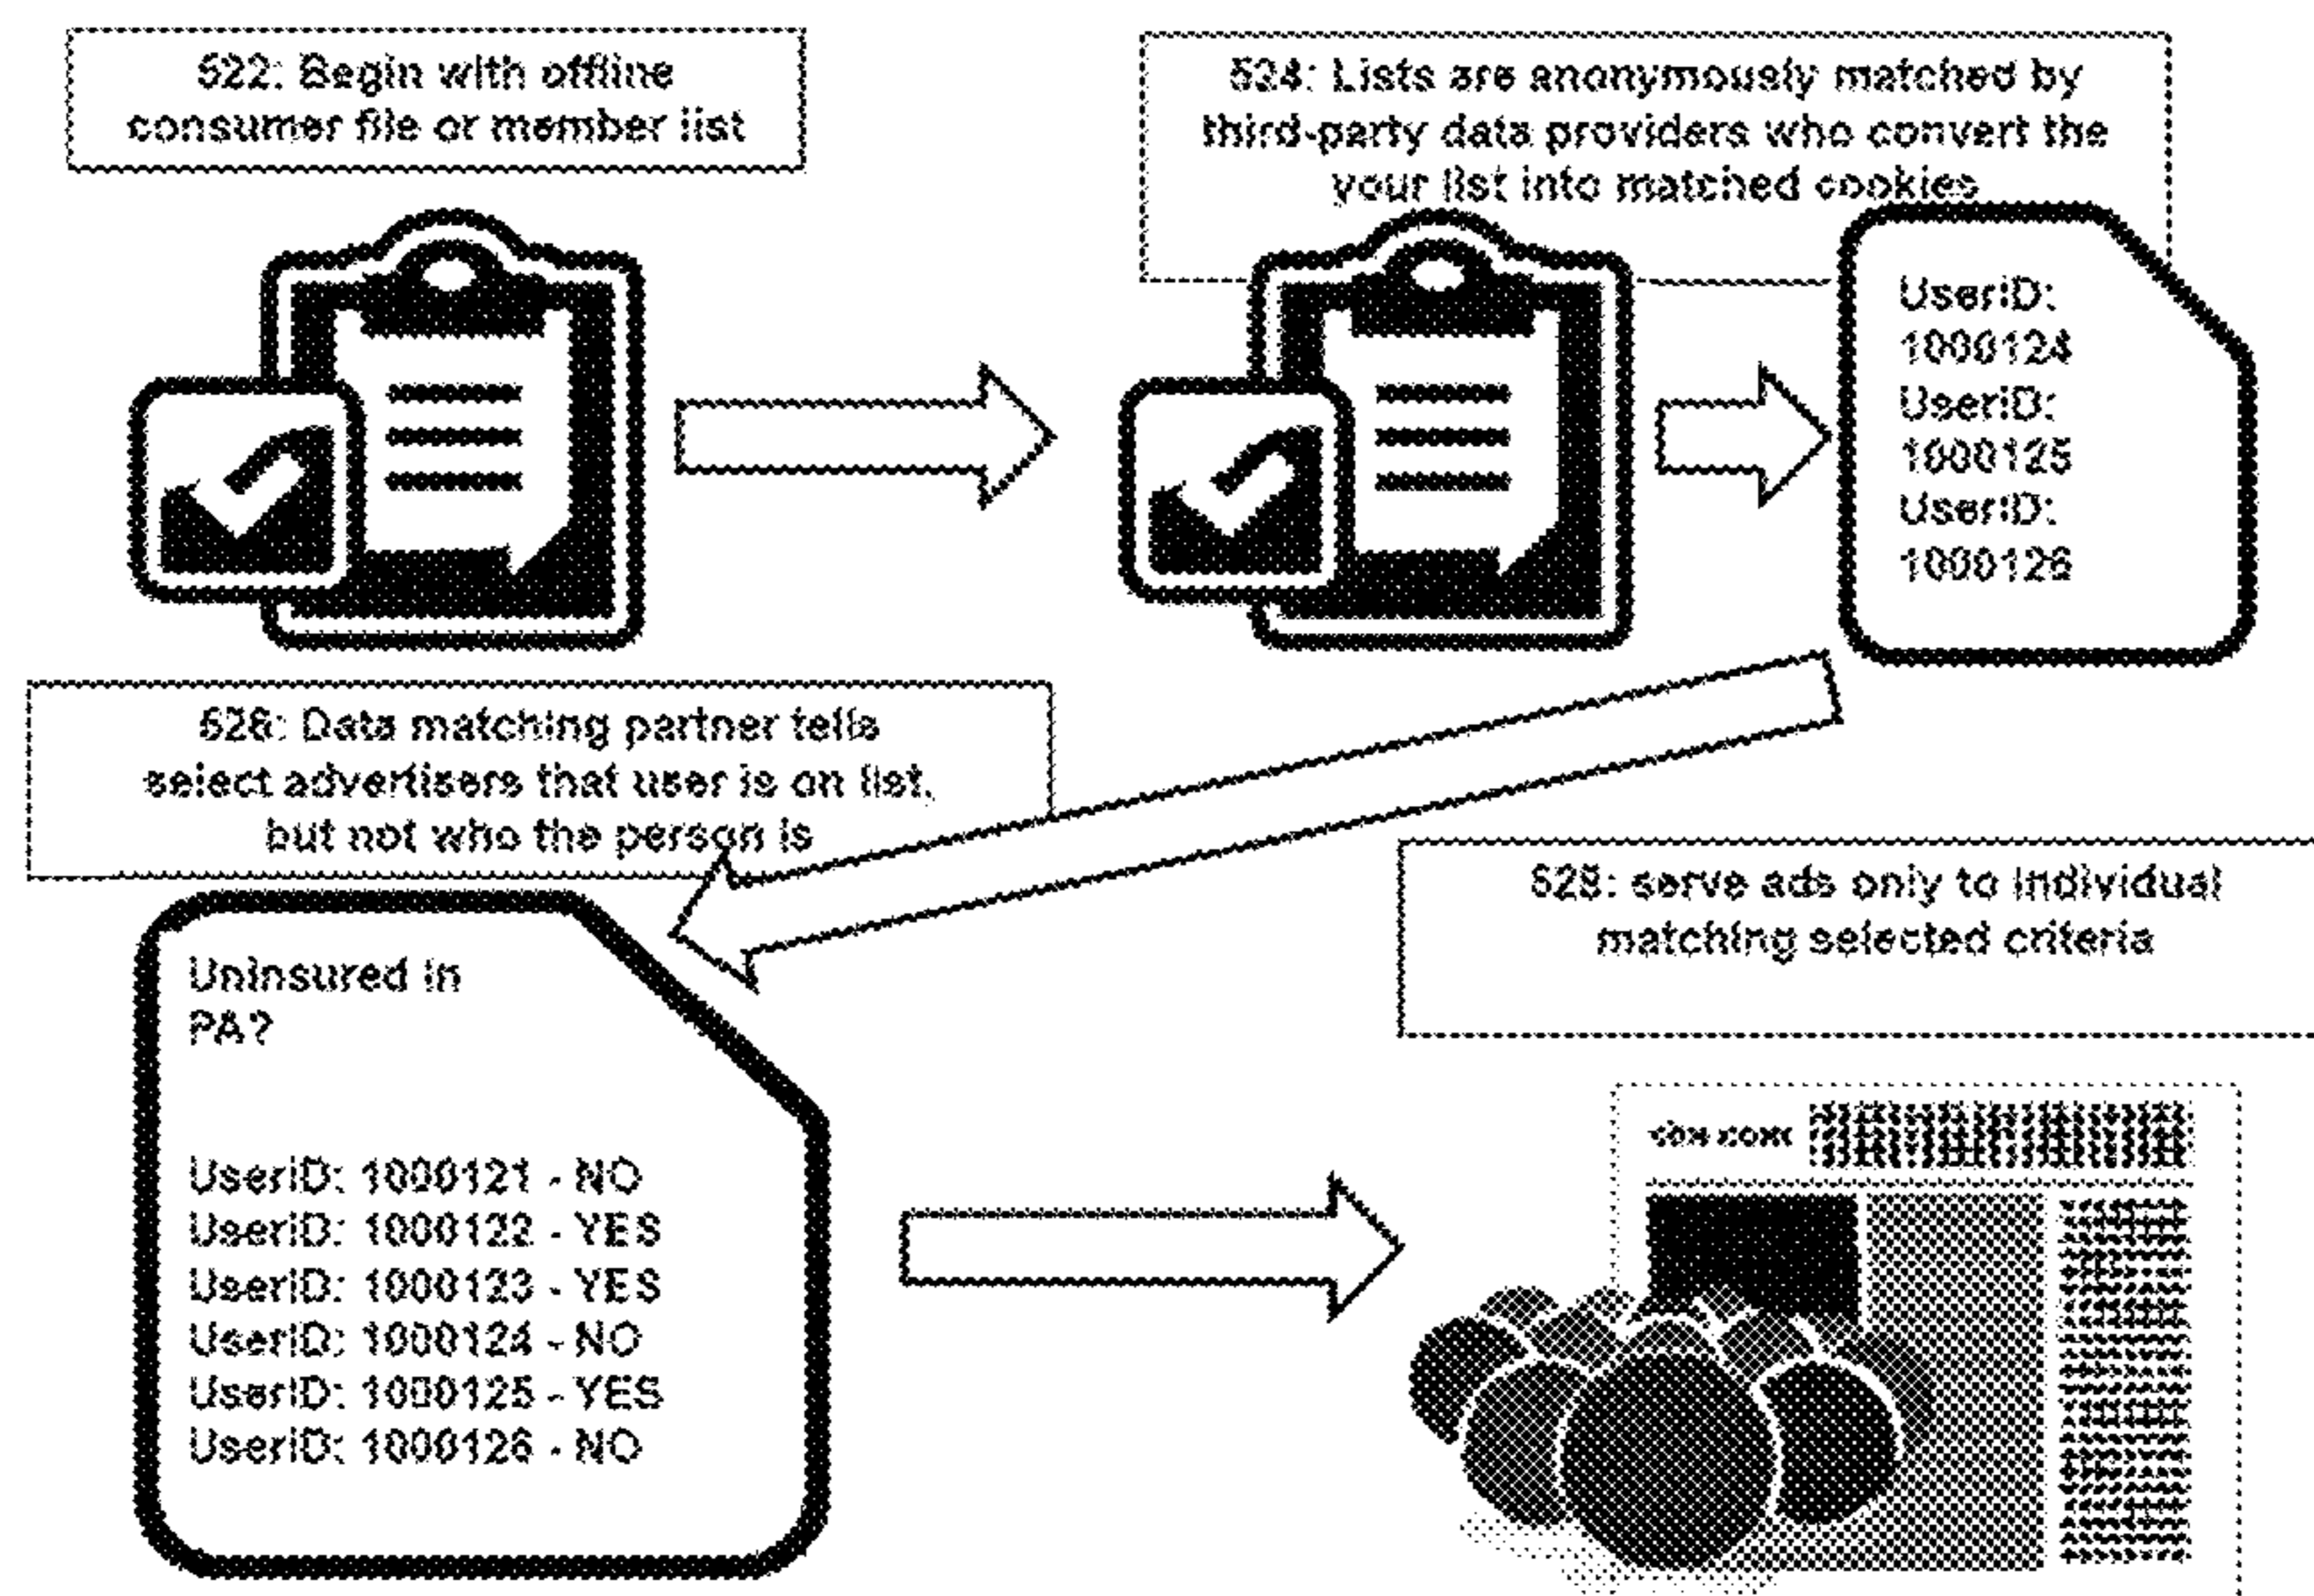 522: Begin with offline
consumer file or member list
524: Lists are anonymously matched by
third-party data providers who convert the
your list into matched cookies
UserID:
1000124
UserID:
1000125
UserID:
1000126
526: Data matching partner tells
select advertisers that user is on list,
but not who the person is
528: serve ads only to individual
matching selected criteria
Uninsured in
PA?
UserID: 1000121 - NO
UserID: 1000122 - YES
UserID: 1000123 - YES
UserID: 1000124 - NO
UserID: 1000125 - YES
UserID: 1000126 - NO